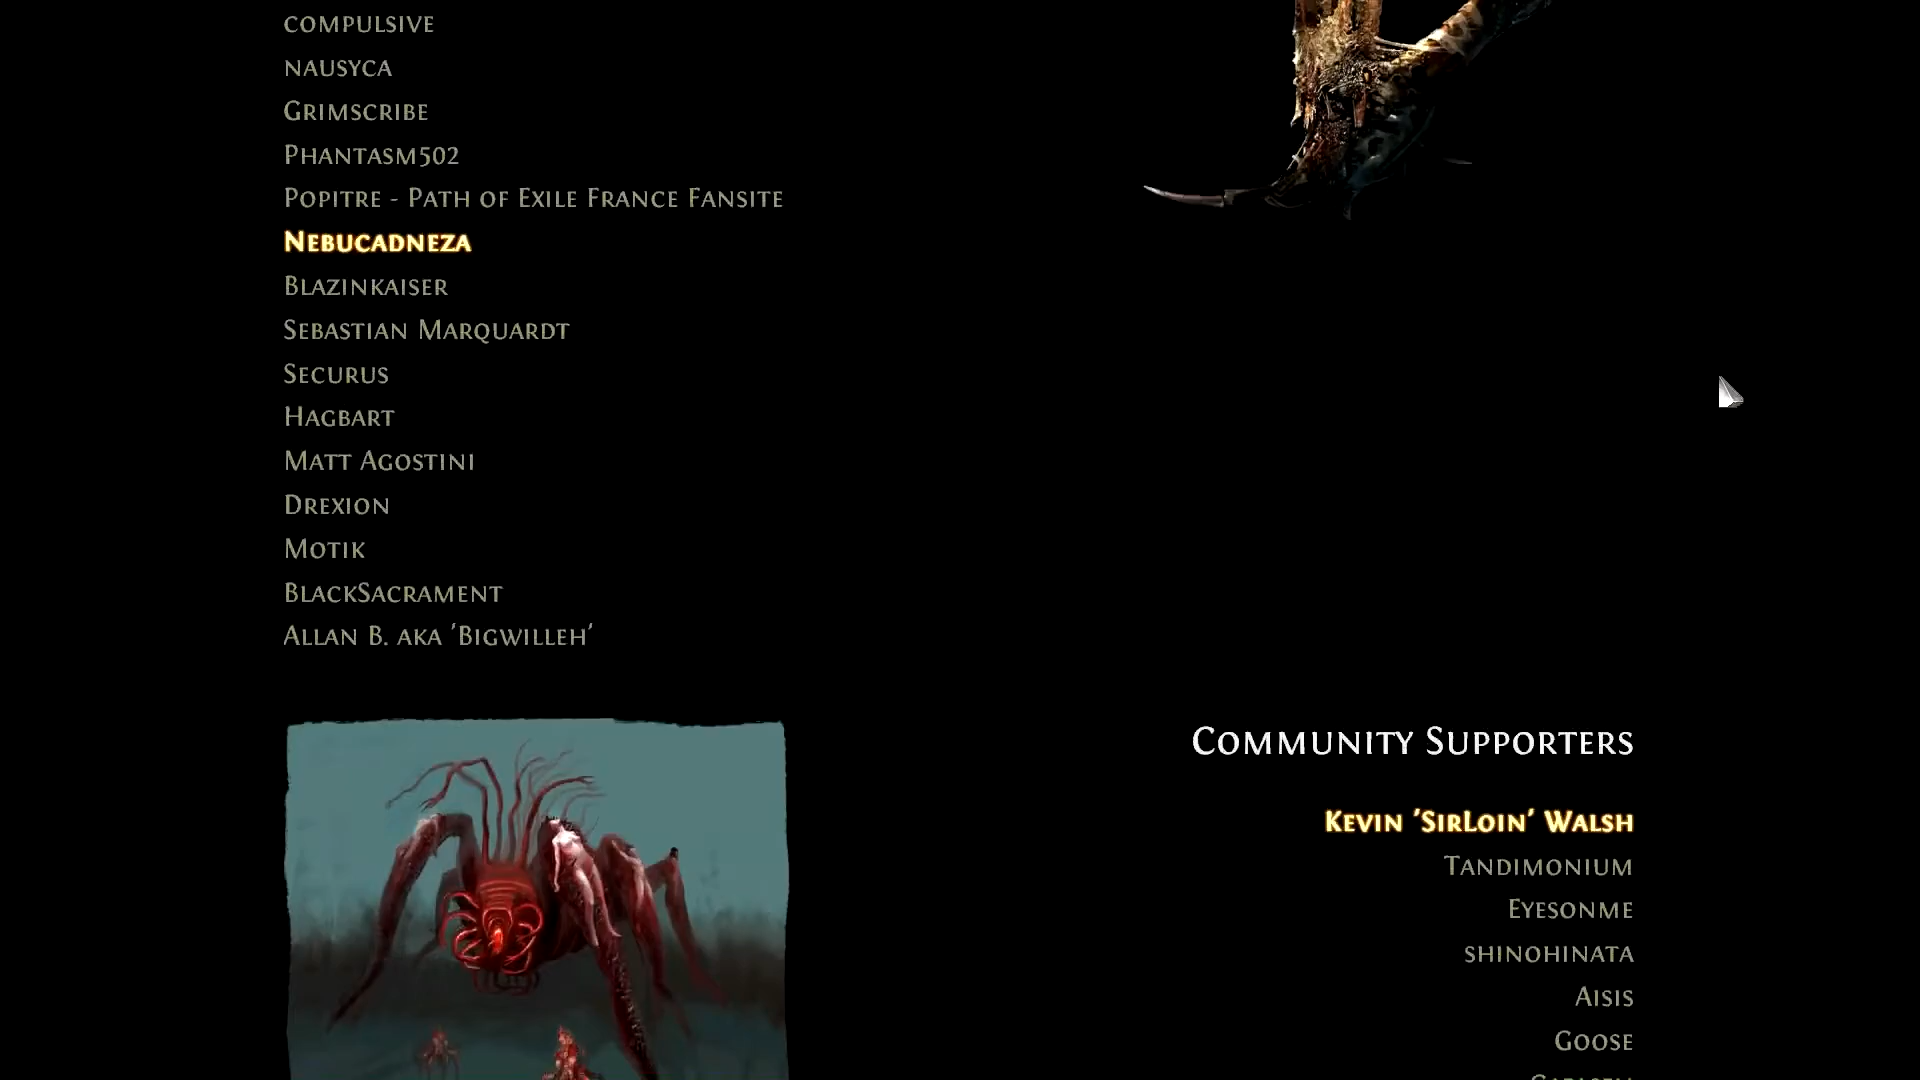 COMPULSIVE
NAUSYCA
GRIMSCRIBE
PHANTASM502
POPITRE - PATH OF EXILE FRANCE FANSITE
NEBUCADNEZA
BLAZINKAISER
SEBASTIAN MARQUARDT
SECURUS
HAGBART
MATT AGOSTINI
DREXION
MOTIK
BLACKSACRAMENT
ALLAN B. AKA 'BIGWILLEH'
COMMUNITY SUPPORTERS
KEVIN 'SIRLOIN' WALSH
TANDIMONIUM
EYESONME
SHINOHINATA
AISIS
GOOSE